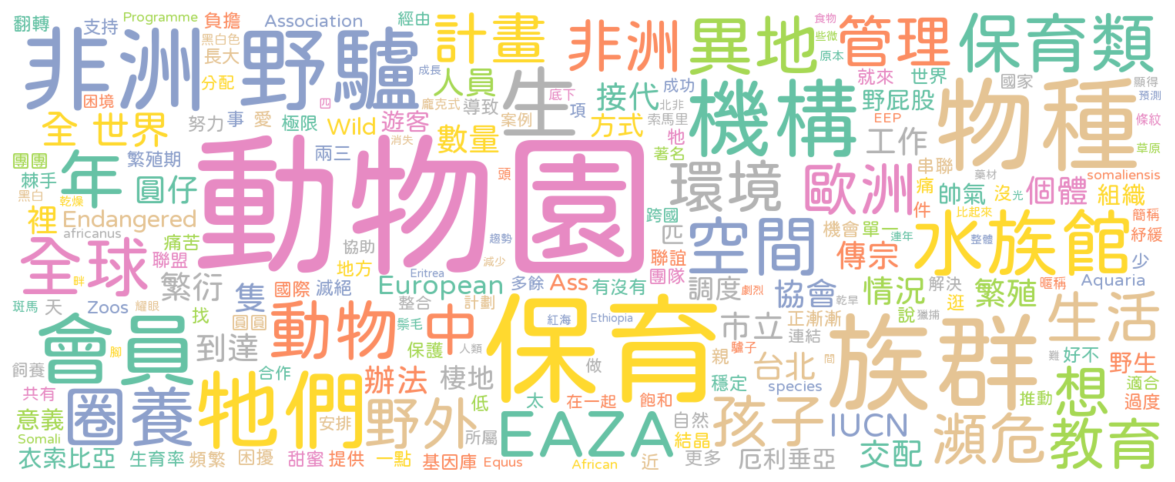 翻轉 Programme 負擔 Association 經由
支持 黑白色 長大 分配 困境
非洲 野驢 計畫 非洲 異地 管理 保育類
人員 成長 龐克式 導致 生 底下 成功 項 北非 索馬里 接代 食物 些微 原本 就來 世界 野屁股 國家 顯得 預測
全 世界 努力 事 愛 極限 四 Wild 遊客 消失 數量 案例 方式 牠 著名 機構 EEP 工作 物種 條紋 草原
團團 繁殖期 兩三 棘手 黑白 年 乾燥 圓仔 頭 動物園 環境 歐洲 串聯 痛 件 藥材 帥氣 沒 光 個體 somaliensis 組織
裡 Endangered africanus 跨國 匹 空間 機會 單一 傳宗 比起來 連年 水族館 簡稱 紓緩
全球 痛苦 聯盟 協助 地方 趨勢 聯誼 團隊 整體 少
鮮 繁衍 隻 國際 滅絕 Eritrea 減少 European 多餘 Ass 有沒有 調度 劇烈 協會 情況 解決 說 獵捕 逛 繁殖 暱稱 Aquaria
斑馬 天 Zoos 耀眼 找 圓圓 整合 計劃 鬃毛 紅海 Ethiopia 乾旱 正漸漸
會員 到達 動物 中 保護 人類 保育 市立 連結 驢子 族群 生活
飼養 腳 合作 辦法 棲地 做 親 台北 間 難 好不 野生
共有 圈養 牠們 低 太 在一起 飽和 穩定 species 推動 想 適合 過度
意義 Somali 安排 野外 所屬 EAZA 自然 結晶 孩子 IUCN 瀕危 教育
衣索比亞 生育率 頻繁 困擾 甜蜜 提供 一點 基因庫 Equus African 近 更多 厄利垂亞 交配